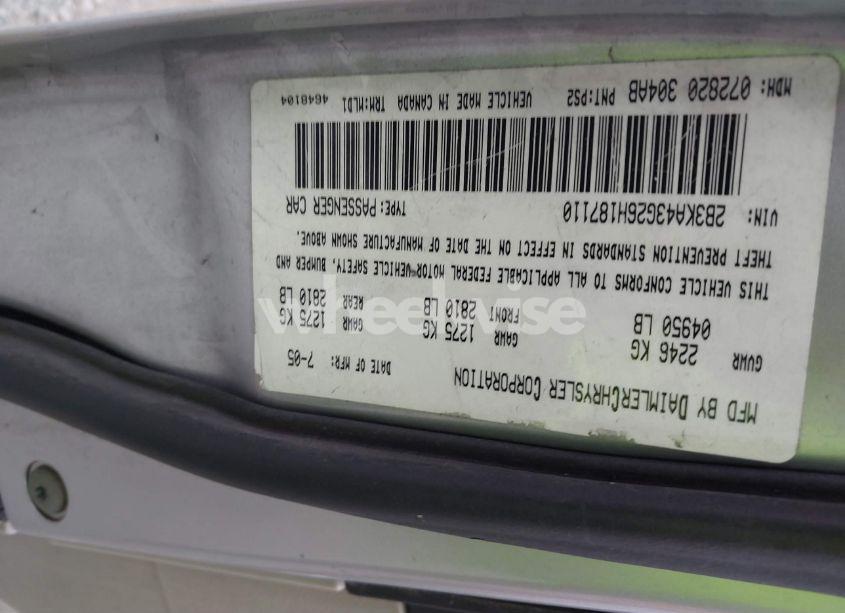 MFD BY DAIMLERCHRYSLER CORPORATION
DATE OF MFR: 7-05
GVWR 2246 KG 04950 LB
GAWR FRONT 1275 KG 2810 LB
GAWR REAR 1275 KG 2810 LB
THIS VEHICLE CONFORMS TO ALL APPLICABLE FEDERAL MOTOR VEHICLE SAFETY, BUMPER AND
THEFT PREVENTION STANDARDS IN EFFECT ON THE DATE OF MANUFACTURE SHOWN ABOVE.
VIN: 2B3KA43G26H187110 TYPE: PASSENGER CAR
MDH: 072820 304AB PNT: PS2 VEHICLE MADE IN CANADA TRM: MLD1 4648104
wheelwise